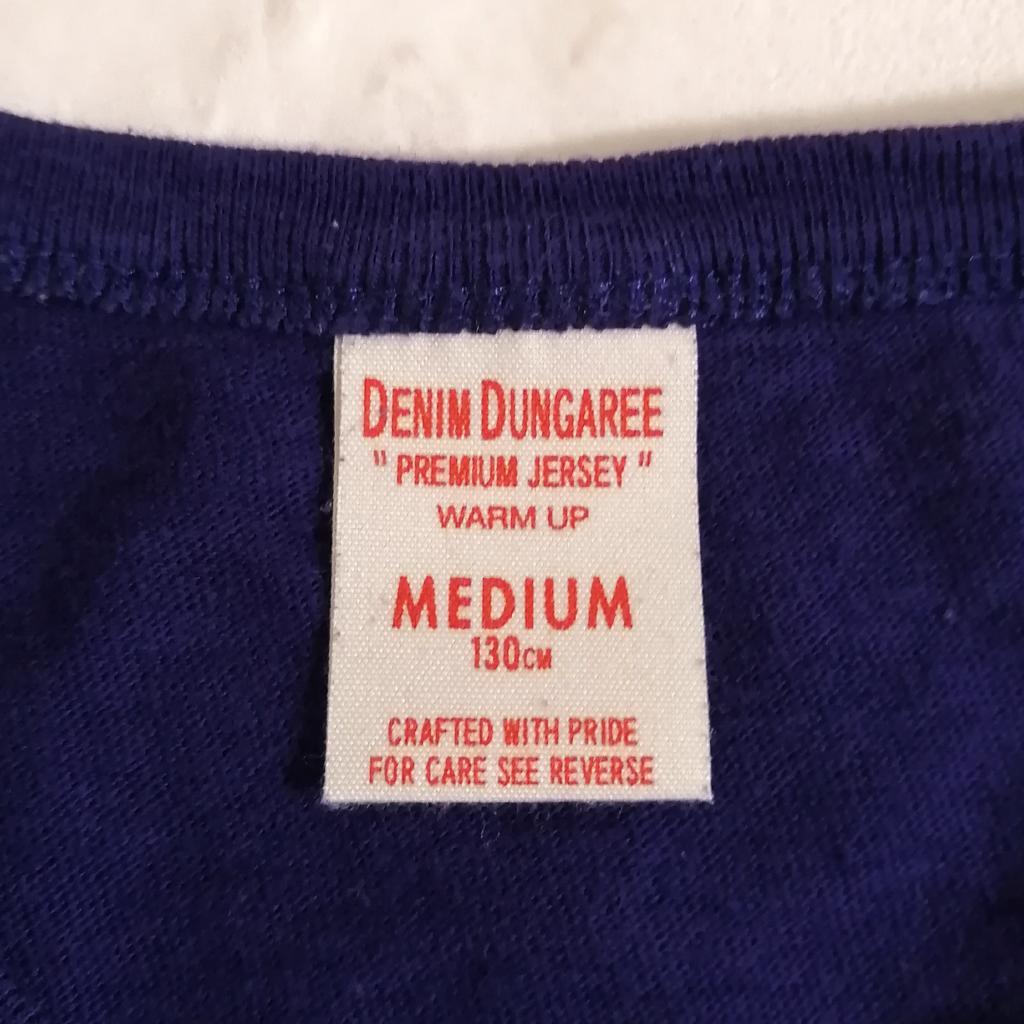 DENIM DUNGAREE
" PREMIUM JERSEY "
WARM UP
MEDIUM
130CM
CRAFTED WITH PRIDE
FOR CARE SEE REVERSE